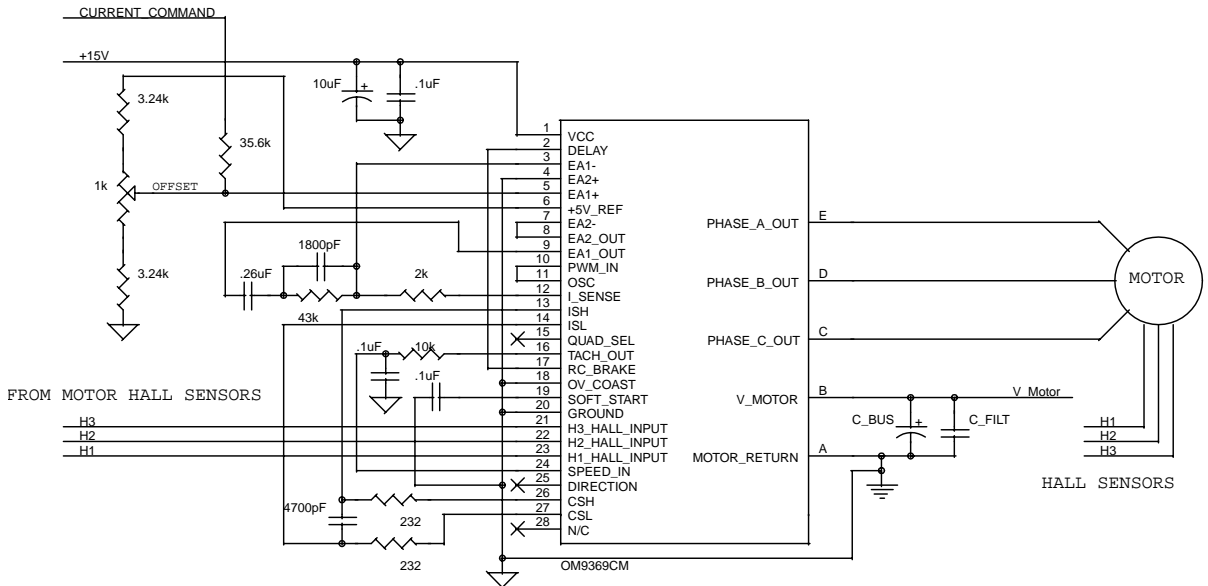 CURRENT_COMMAND
+15V
3.24k
35.6k
1k
OFFSET
3.24k
10uF
+
.1uF
1800pF
.26uF
2k
43k
.1uF
10k
.1uF
FROM MOTOR HALL SENSORS
H3
H2
H1
4700pF
232
232
1 VCC
2 DELAY
3 EA1-
4 EA2+
5 EA1+
6 +5V_REF
7 EA2-
8 EA2_OUT
9 EA1_OUT
10 PWM_IN
11 OSC
12 I_SENSE
13 ISH
14 ISL
15 QUAD_SEL
16 TACH_OUT
17 RC_BRAKE
18 OV_COAST
19 SOFT_START
20 GROUND
21 H3_HALL_INPUT
22 H2_HALL_INPUT
23 H1_HALL_INPUT
24 SPEED_IN
25 DIRECTION
26 CSH
27 CSL
28 N/C
OM9369CM
PHASE_A_OUT E
PHASE_B_OUT D
PHASE_C_OUT C
V_MOTOR B
MOTOR_RETURN A
MOTOR
V_Motor
C_BUS
+
C_FILT
H1
H2
H3
HALL SENSORS